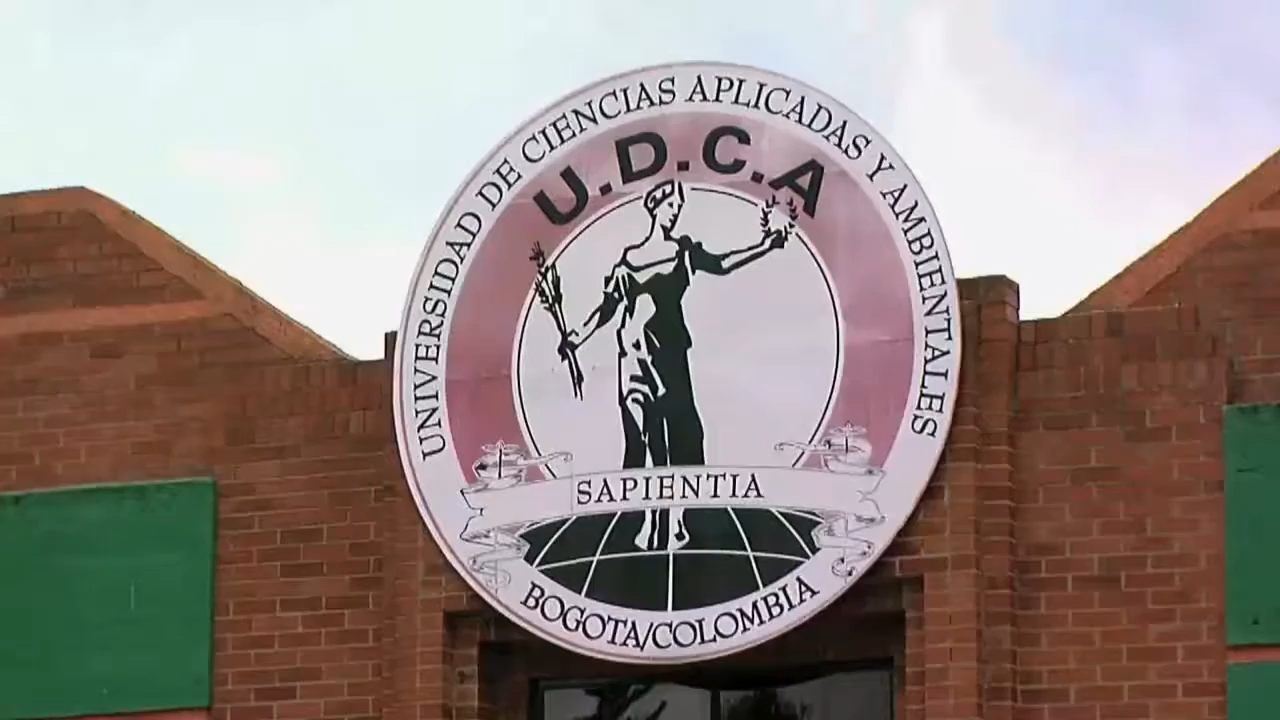 UNIVERSIDAD DE CIENCIAS APLICADAS Y AMBIENTALES
U.D.C.A
SAPIENTIA
BOGOTA/COLOMBIA